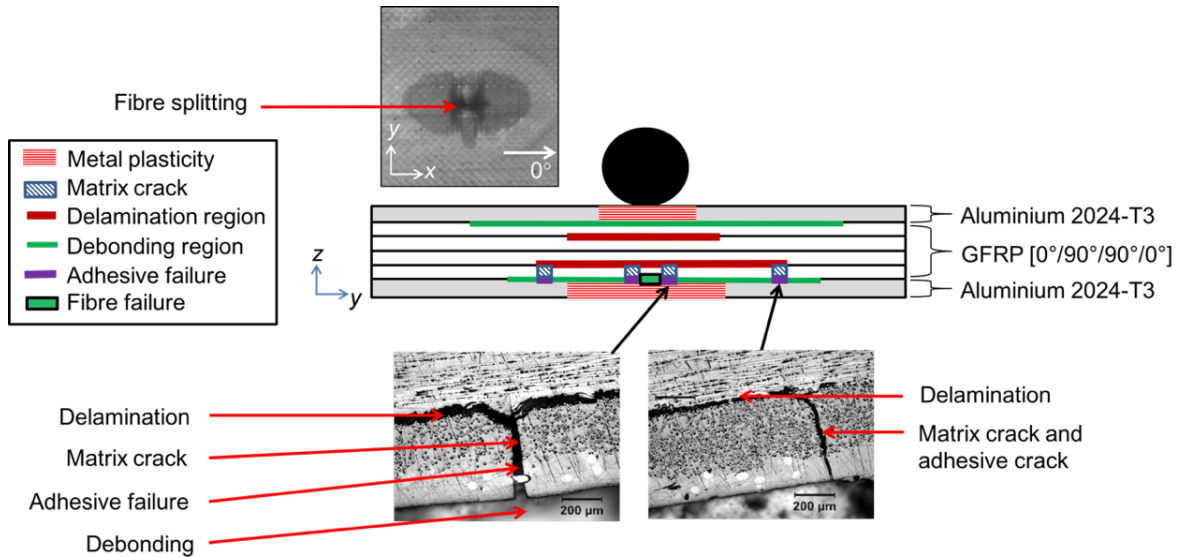 Fibre splitting
y
x
0°
Metal plasticity
Matrix crack
Delamination region
Debonding region
Adhesive failure
Fibre failure
z
y
Aluminium 2024-T3
GFRP [0°/90°/90°/0°]
Aluminium 2024-T3
Delamination
Matrix crack
Adhesive failure
Debonding
200 µm
200 µm
Delamination
Matrix crack and
adhesive crack